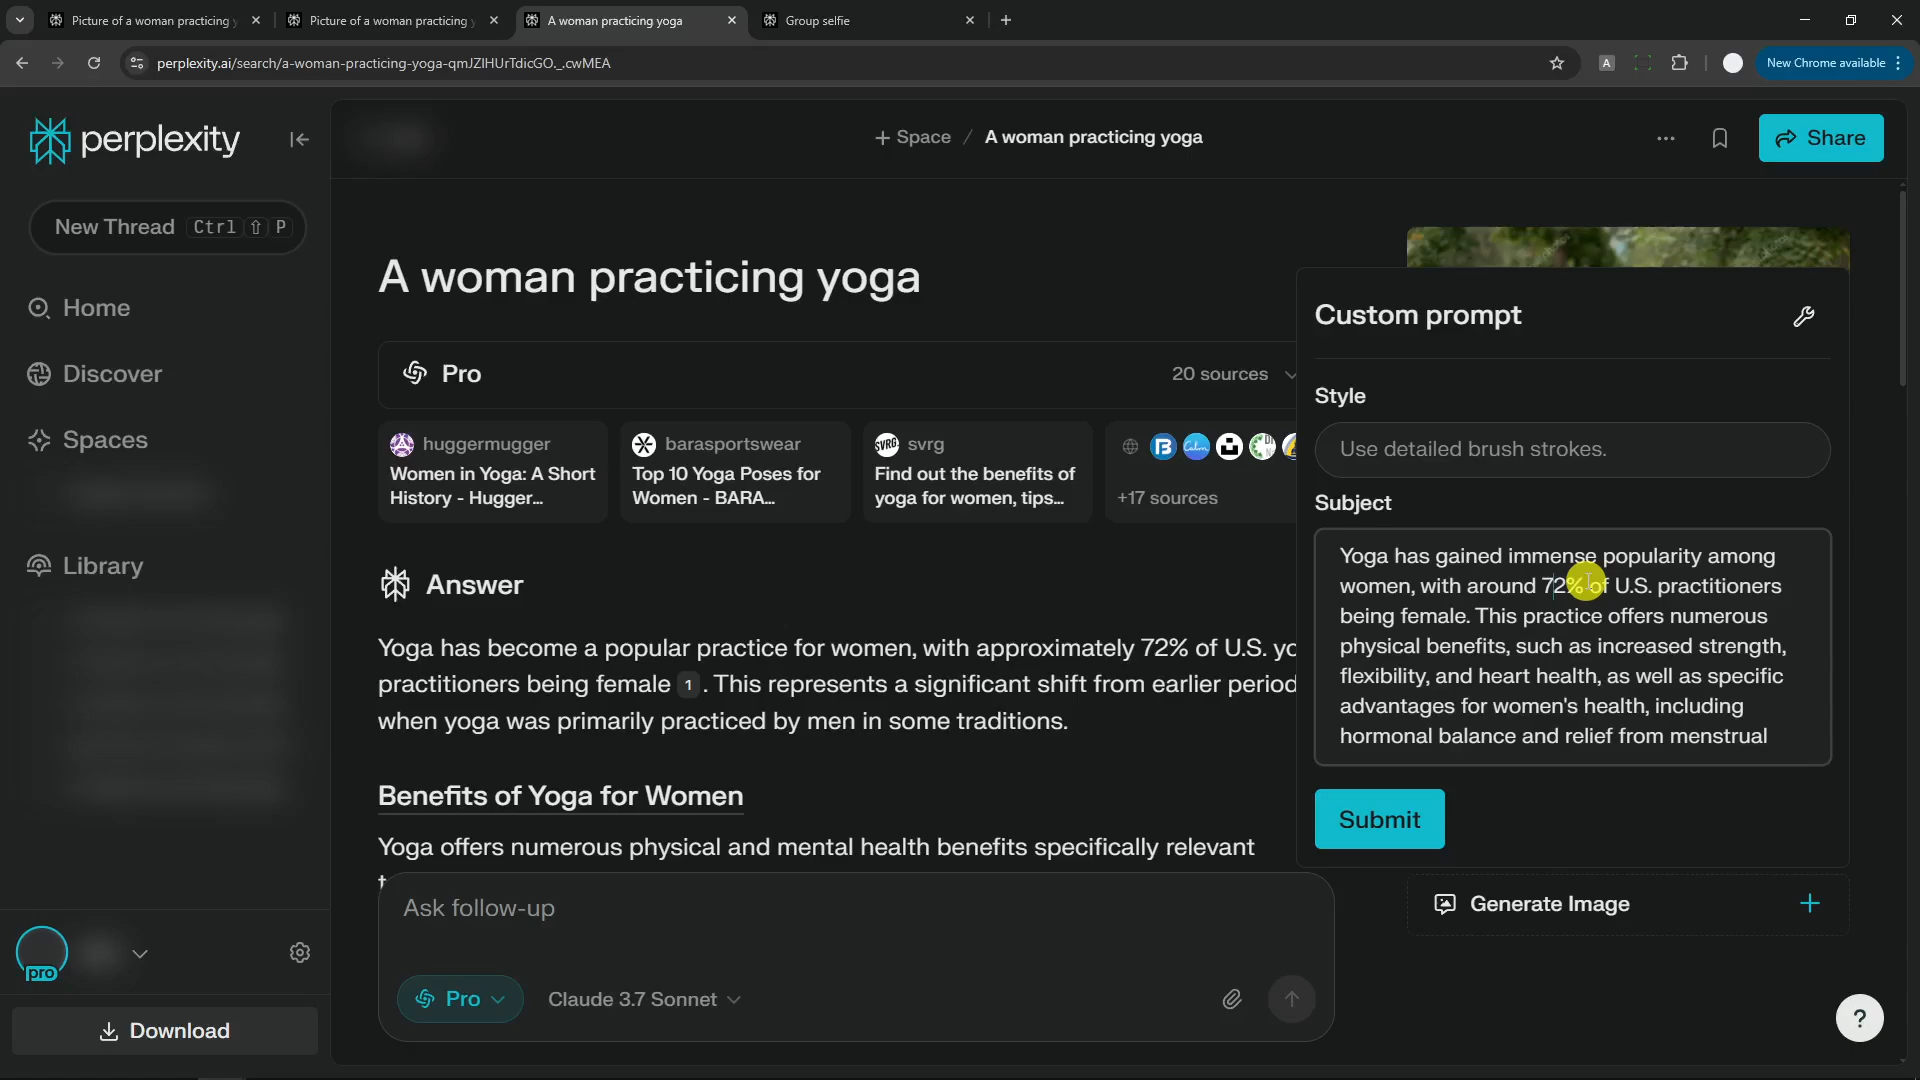 Picture of a woman practicing
Picture of a woman practicing
A woman practicing yoga
Group selfie
perplexity.ai/search/a-woman-practicing-yoga-qmJZIHUrTdicGO._.cwMEA
A
New Chrome available
perplexity
+ Space / A woman practicing yoga
Share
New Thread Ctrl ⇧ P
Home
Discover
Spaces
Library
pro
Download
A woman practicing yoga
Pro
20 sources
huggermugger
Women in Yoga: A Short
History - Hugger...
barasportswear
Top 10 Yoga Poses for
Women - BARA...
SVRG svrg
Find out the benefits of
yoga for women, tips...
B Calm
+17 sources
Answer
Yoga has become a popular practice for women, with approximately 72% of U.S. yo
practitioners being female 1 . This represents a significant shift from earlier period
when yoga was primarily practiced by men in some traditions.
Benefits of Yoga for Women
Yoga offers numerous physical and mental health benefits specifically relevant
Ask follow-up
Pro
Claude 3.7 Sonnet
Custom prompt
Style
Use detailed brush strokes.
Subject
Yoga has gained immense popularity among
women, with around 72% of U.S. practitioners
being female. This practice offers numerous
physical benefits, such as increased strength,
flexibility, and heart health, as well as specific
advantages for women's health, including
hormonal balance and relief from menstrual
Submit
Generate Image +
?